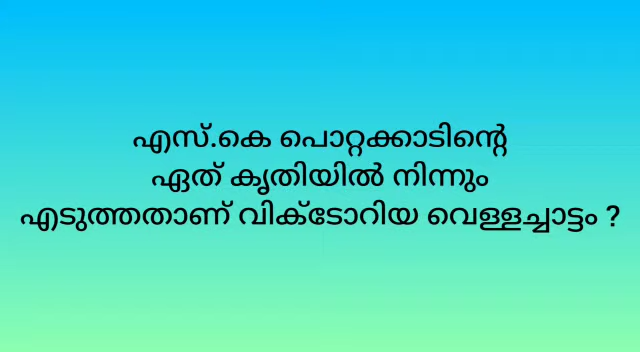 എസ്.കെ പൊറ്റക്കാടിന്റെ
ഏത് കൃതിയിൽ നിന്നും
എടുത്തതാണ് വിക്ടോറിയ വെള്ളച്ചാട്ടം ?